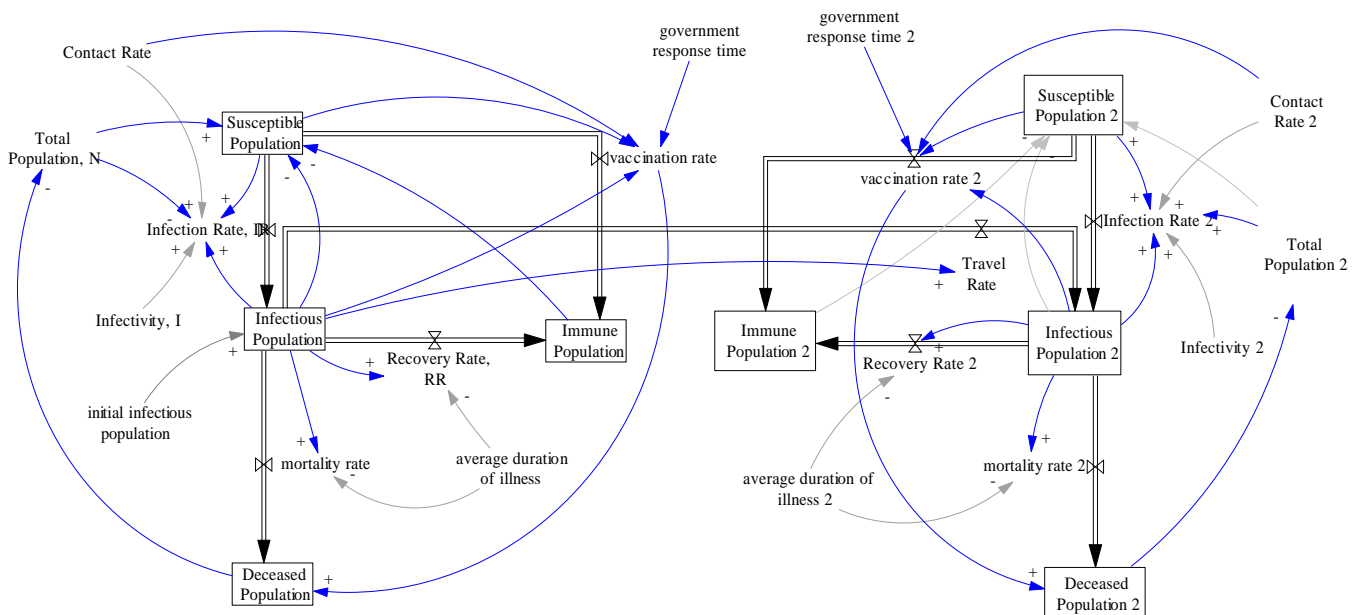 government
response time
government
response time 2
Contact Rate
Susceptible
Population
Total
Population, N
vaccination rate
Infection Rate, IR
Infectivity, I
Infectious
Population
Immune
Population
Recovery Rate,
RR
initial infectious
population
mortality rate
average duration
of illness
Deceased
Population
Travel
Rate
Susceptible
Population 2
Contact
Rate 2
vaccination rate 2
Infection Rate 2
Total
Population 2
Immune
Population 2
Infectious
Population 2
Infectivity 2
Recovery Rate 2
average duration of
illness 2
mortality rate 2
Deceased
Population 2